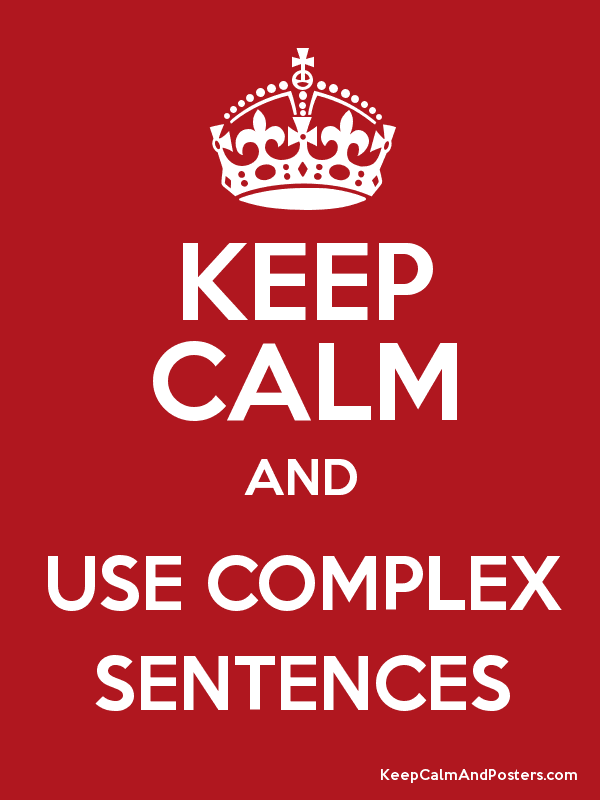 KEEP
CALM
AND
USE COMPLEX
SENTENCES
KeepCalmAndPosters.com